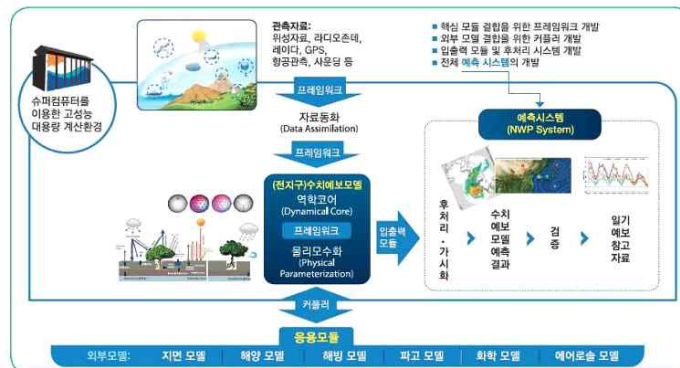 관측자료:
위성자료, 라디오존데,
레이다, GPS,
항공관측, 사운딩 등
■ 핵심 모듈 결합을 위한 프레임워크 개발
■ 외부 모델 결합을 위한 커플러 개발
■ 입출력 모듈 및 후처리 시스템 개발
■ 전체 예측 시스템의 개발
슈퍼컴퓨터를
이용한 고성능
대용량 계산환경
프레임워크
자료동화
(Data Assimilation)
프레임워크
(전지구)수치예보모델
역학코어
(Dynamical Core)
프레임워크
물리모수화
(Physical
Parameterization)
입출력
모듈
예측시스템
(NWP System)
후처리·가시화
수치
예보
모델
예측
결과
검증
일기
예보
참고
자료
커플러
응용모듈
외부모델: 지면 모델 해양 모델 해빙 모델 파고 모델 화학 모델 에어로솔 모델